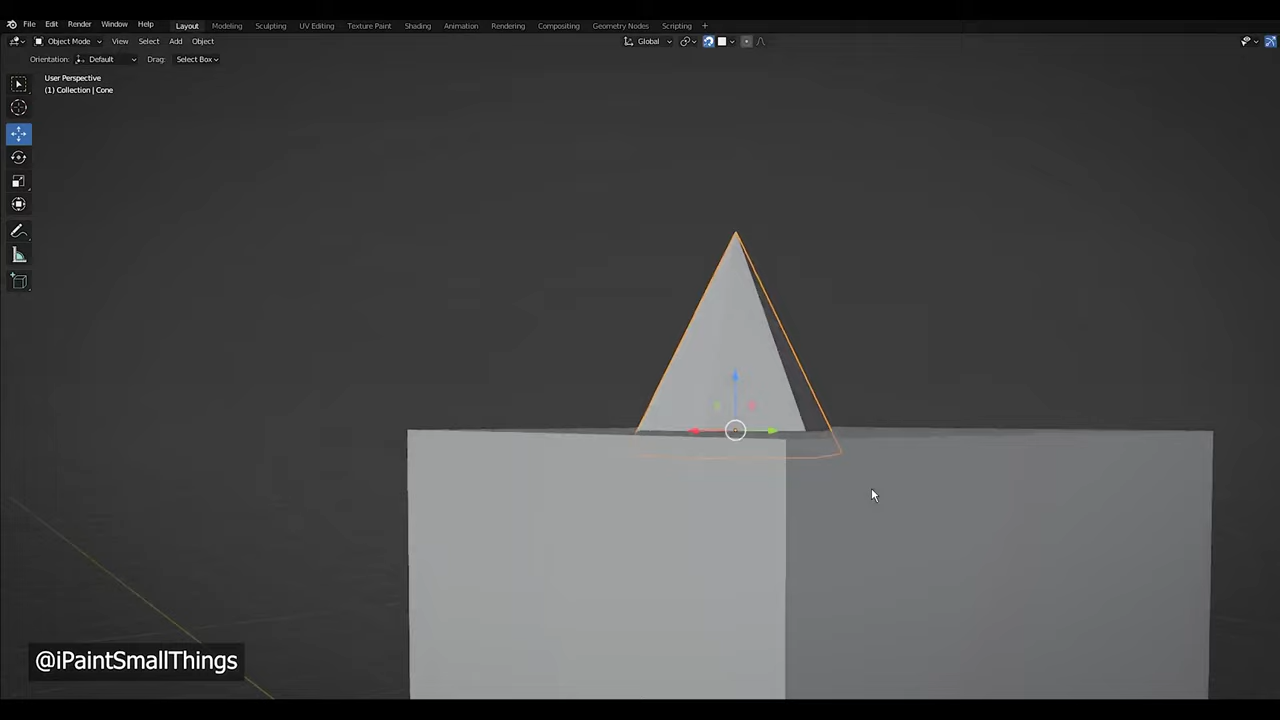 File Edit Render Window Help Layout Modeling Sculpting UV Editing Texture Paint Shading Animation Rendering Compositing Geometry Nodes Scripting +
Object Mode View Select Add Object Global
Orientation: Default Drag: Select Box
User Perspective
(1) Collection | Cone
@iPaintSmallThings